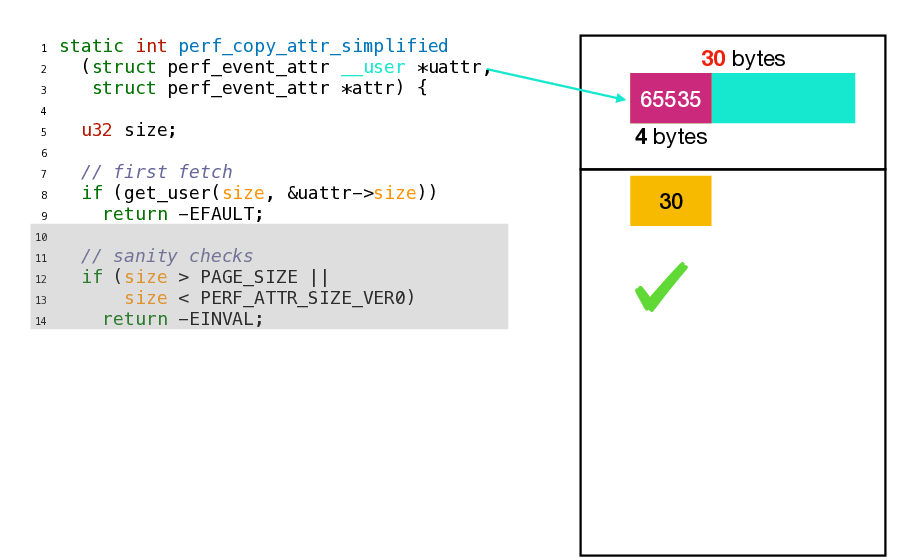 1 static int perf_copy_attr_simplified
2 (struct perf_event_attr __user *uattr,
3 struct perf_event_attr *attr) {
4
5 u32 size;
6
7 // first fetch
8 if (get_user(size, &uattr->size))
9 return -EFAULT;
10
11 // sanity checks
12 if (size > PAGE_SIZE ||
13 size < PERF_ATTR_SIZE_VER0)
14 return -EINVAL;
30 bytes
65535
4 bytes
30